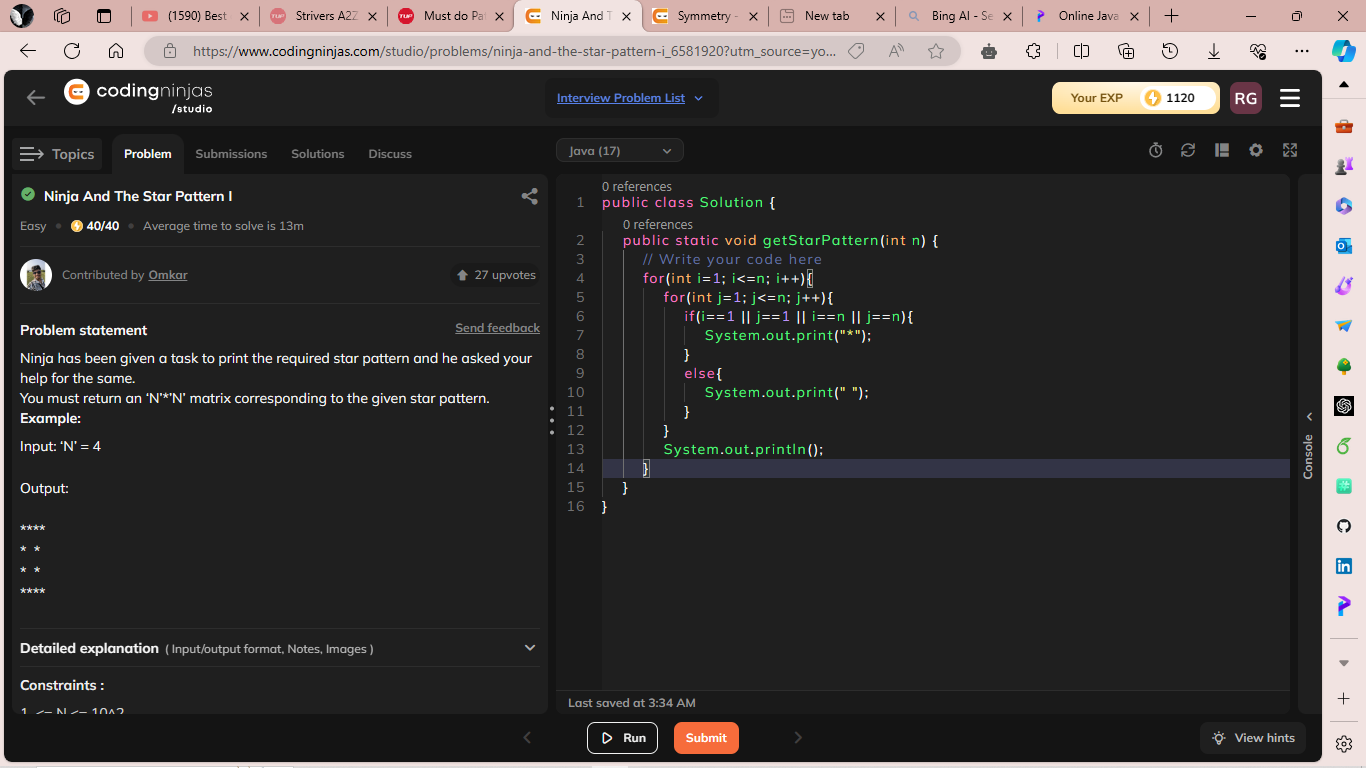 (1590) Best
Strivers A2Z
Must do Pa
Ninja And T
Symmetry -
New tab
Bing AI - Se
Online Java
https://www.codingninjas.com/studio/problems/ninja-and-the-star-pattern-i_6581920?utm_source=yo...
codingninjas
/studio
Interview Problem List
Your EXP 1120
RG
Topics
Problem
Submissions
Solutions
Discuss
Java (17)
Ninja And The Star Pattern I
Easy
40/40
Average time to solve is 13m
Contributed by Omkar
27 upvotes
Problem statement
Send feedback
Ninja has been given a task to print the required star pattern and he asked your
help for the same.
You must return an ‘N’*’N’ matrix corresponding to the given star pattern.
Example:
Input: ‘N’ = 4
Output:
****
*  *
*  *
****
Detailed explanation ( Input/output format, Notes, Images )
Constraints :
1 <= N <= 10^2
0 references
1 public class Solution {
0 references
2 public static void getStarPattern(int n) {
3 // Write your code here
4 for(int i=1; i<=n; i++){
5 for(int j=1; j<=n; j++){
6 if(i==1 || j==1 || i==n || j==n){
7 System.out.print("*");
8 }
9 else{
10 System.out.print(" ");
11 }
12 }
13 System.out.println();
14 }
15 }
16 }
Console
Last saved at 3:34 AM
Run
Submit
View hints